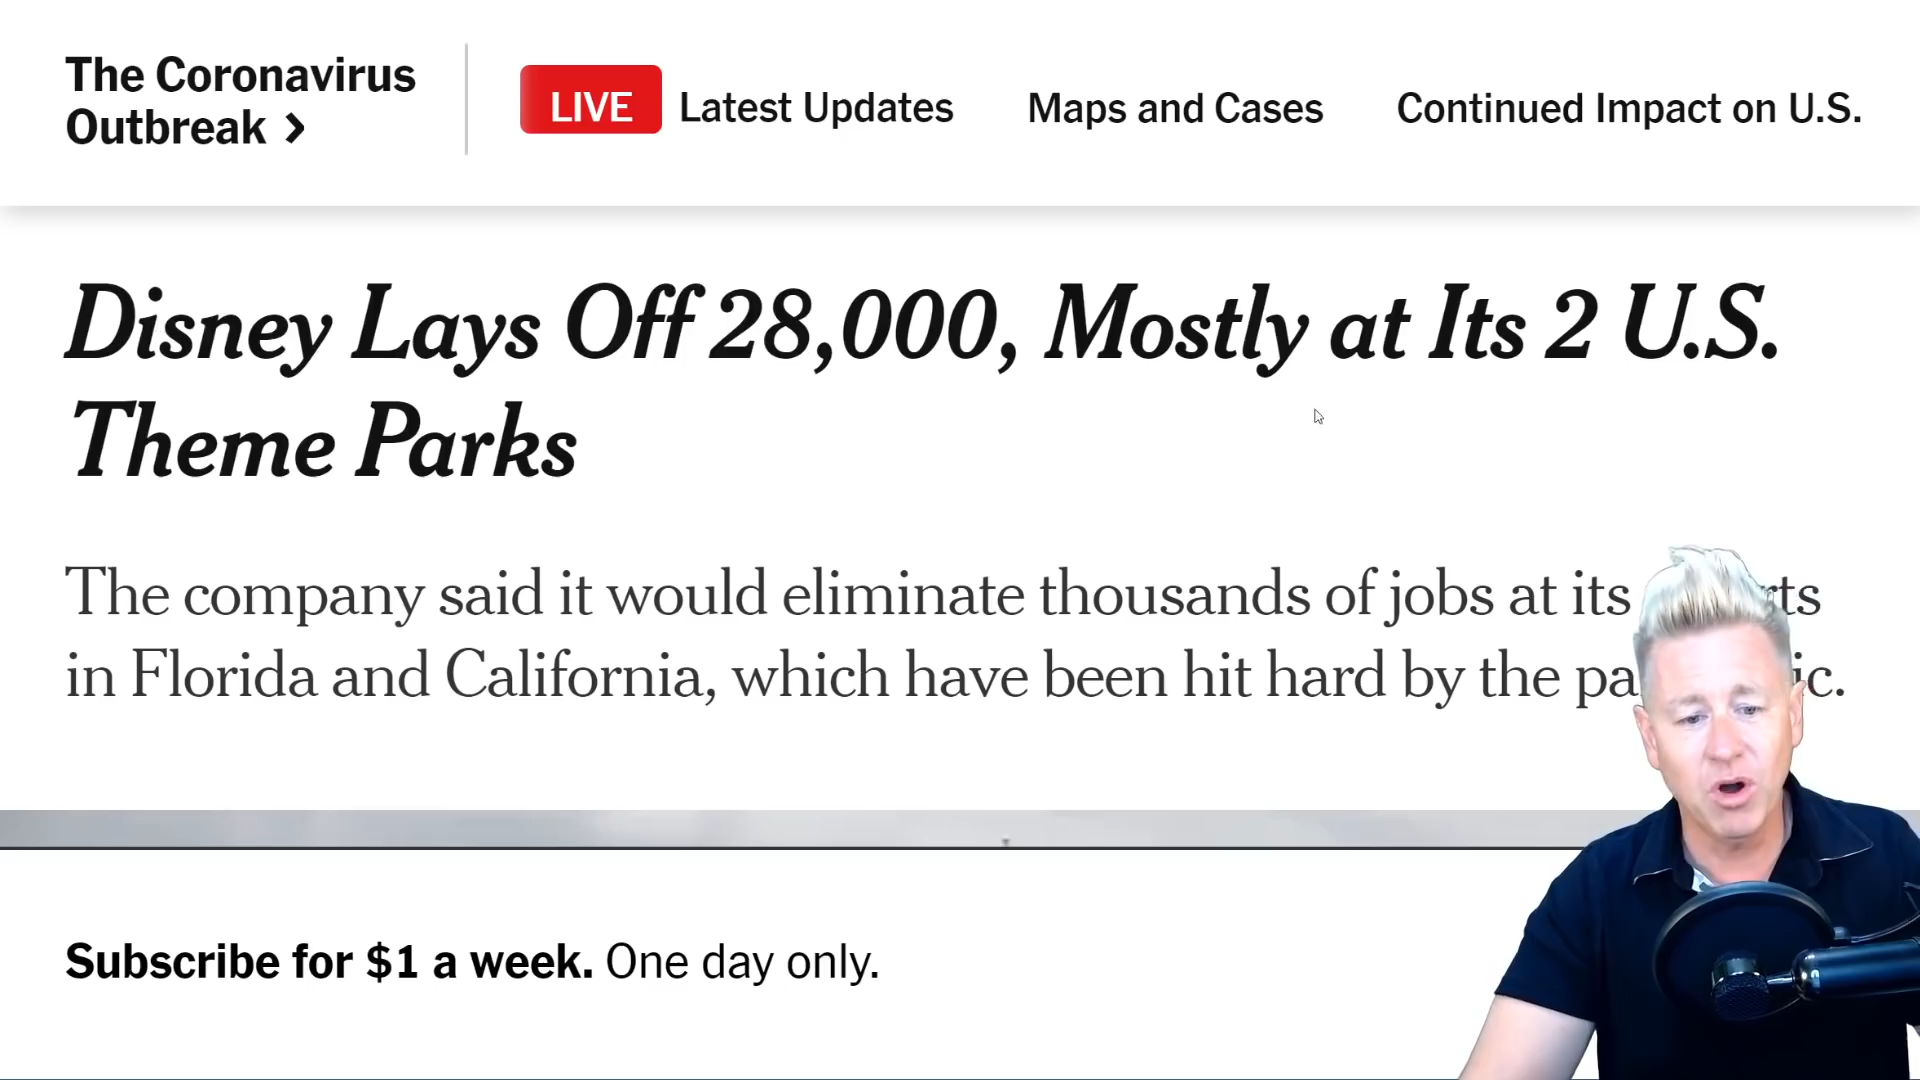 The Coronavirus
Outbreak >
LIVE Latest Updates Maps and Cases Continued Impact on U.S.
Disney Lays Off 28,000, Mostly at Its 2 U.S.
Theme Parks
The company said it would eliminate thousands of jobs at its
in Florida and California, which have been hit hard by the
Subscribe for $1 a week. One day only.